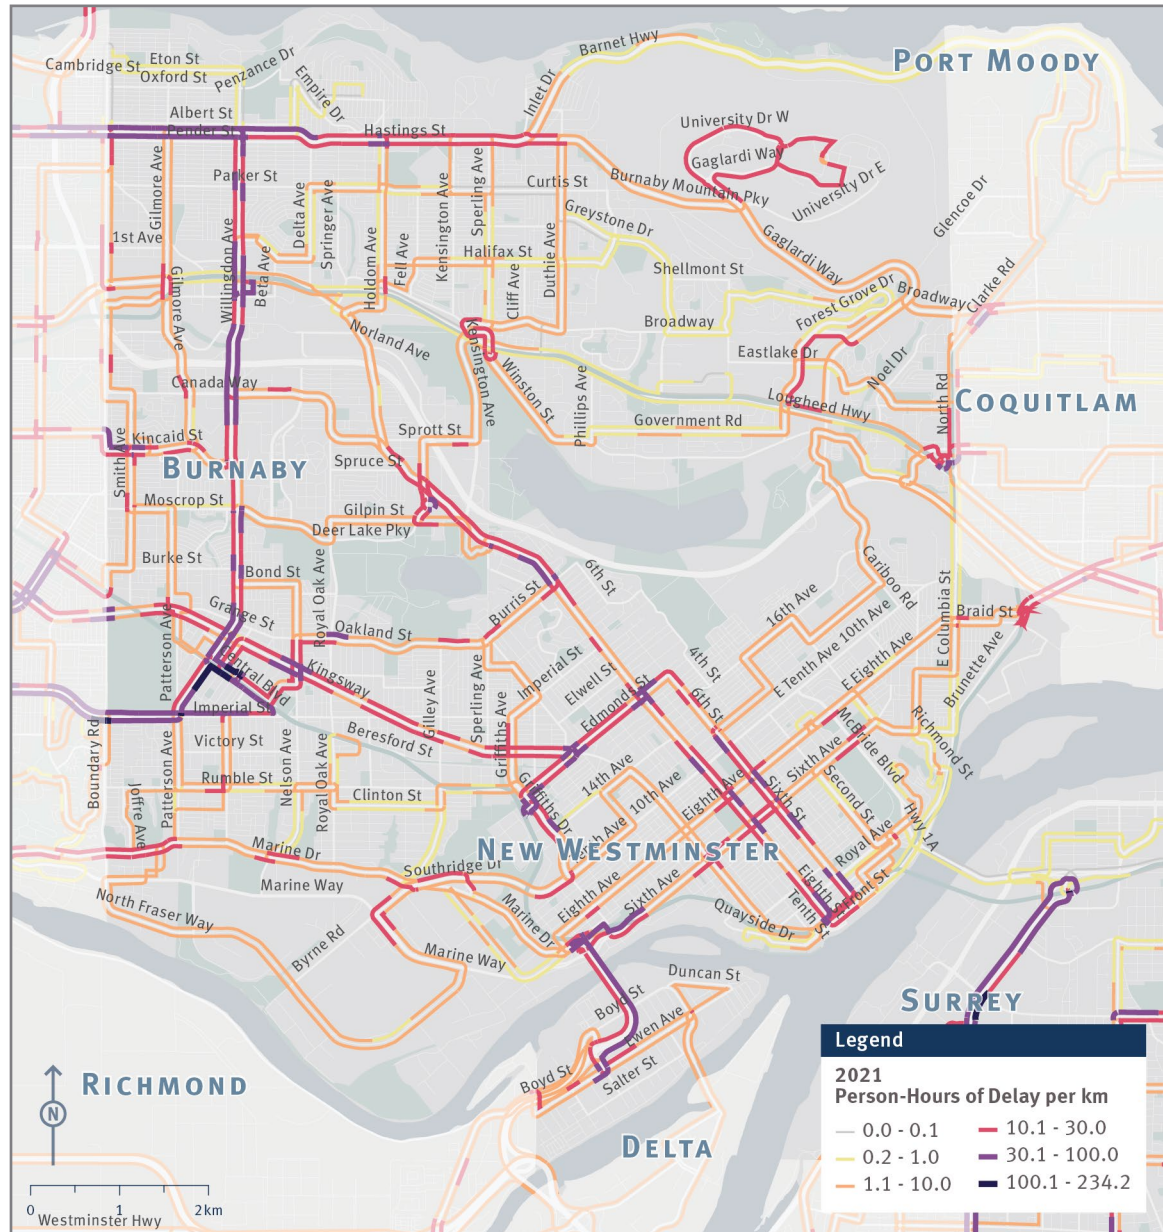 Cambridge St
Eton St
Oxford St
Penzance Dr
Empire Dr
Barnet Hwy
Inlet Dr
PORT MOODY
Albert St
Pender St
Hastings St
University Dr W
Gaglardi Way
University Dr E
Parker St
Curtis St
Burnaby Mountain Pky
Gilmore Ave
Delta Ave
Springer Ave
Kensington Ave
Sperling Ave
Greystone Dr
Glencoe Dr
1st Ave
Willingdon Ave
Beta Ave
Holdom Ave
Fell Ave
Halifax St
Cliff Ave
Duthie Ave
Gaglardi Way
Shellmont St
Clarke Rd
Gilmore Ave
Forest Grove Dr
Broadway
Broadway
Norland Ave
Kensington Ave
Winston St
Eastlake Dr
Noel Dr
Canada Way
Phillips Ave
Lougheed Hwy
North Rd
COQUITLAM
Government Rd
Sprott St
Kincaid St
Smith Ave
BURNABY
Spruce St
Moscrop St
Gilpin St
Deer Lake Pky
Burke St
Bond St
Royal Oak Ave
6th St
Cariboo Rd
E Columbia St
Braid St
Burris St
16th Ave
Grange St
Oakland St
Patterson Ave
E Tenth Ave
10th Ave
E Eighth Ave
Brunette Ave
4th St
Central Blvd
Kingsway
Imperial St
Elwell St
Imperial St
Gilley Ave
Sperling Ave
Edmonds St
6th St
McBride Blvd
Richmond St
Boundary Rd
Victory St
Beresford St
Griffiths Ave
Joffre Ave
Patterson Ave
Rumble St
Nelson Ave
Royal Oak Ave
Clinton St
Griffiths Dr
14th Ave
10th Ave
Eighth Ave
Sixth St
Sixth Ave
Second St
Hwy 1A
Marine Dr
Southridge Dr
NEW WESTMINSTER
Royal Ave
Marine Way
Eighth Ave
Sixth Ave
Front St
North Fraser Way
Marine Dr
Quayside Dr
Tenth St
Byrne Rd
Marine Way
Duncan St
Boyd St
Ewen Ave
SURREY
Boyd St
Salter St
RICHMOND
DELTA
N
0 1 2km
Westminster Hwy
Legend
2021
Person-Hours of Delay per km
0.0 - 0.1
0.2 - 1.0
1.1 - 10.0
10.1 - 30.0
30.1 - 100.0
100.1 - 234.2